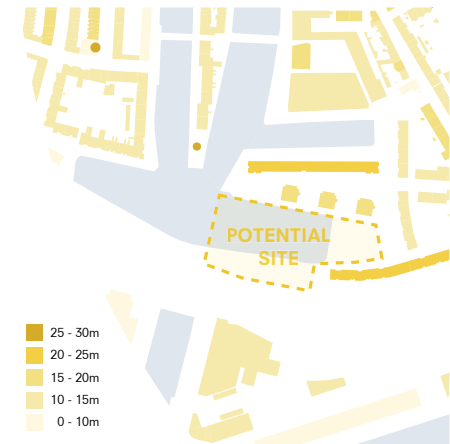 POTENTIAL
SITE
25 - 30m
20 - 25m
15 - 20m
10 - 15m
0 - 10m